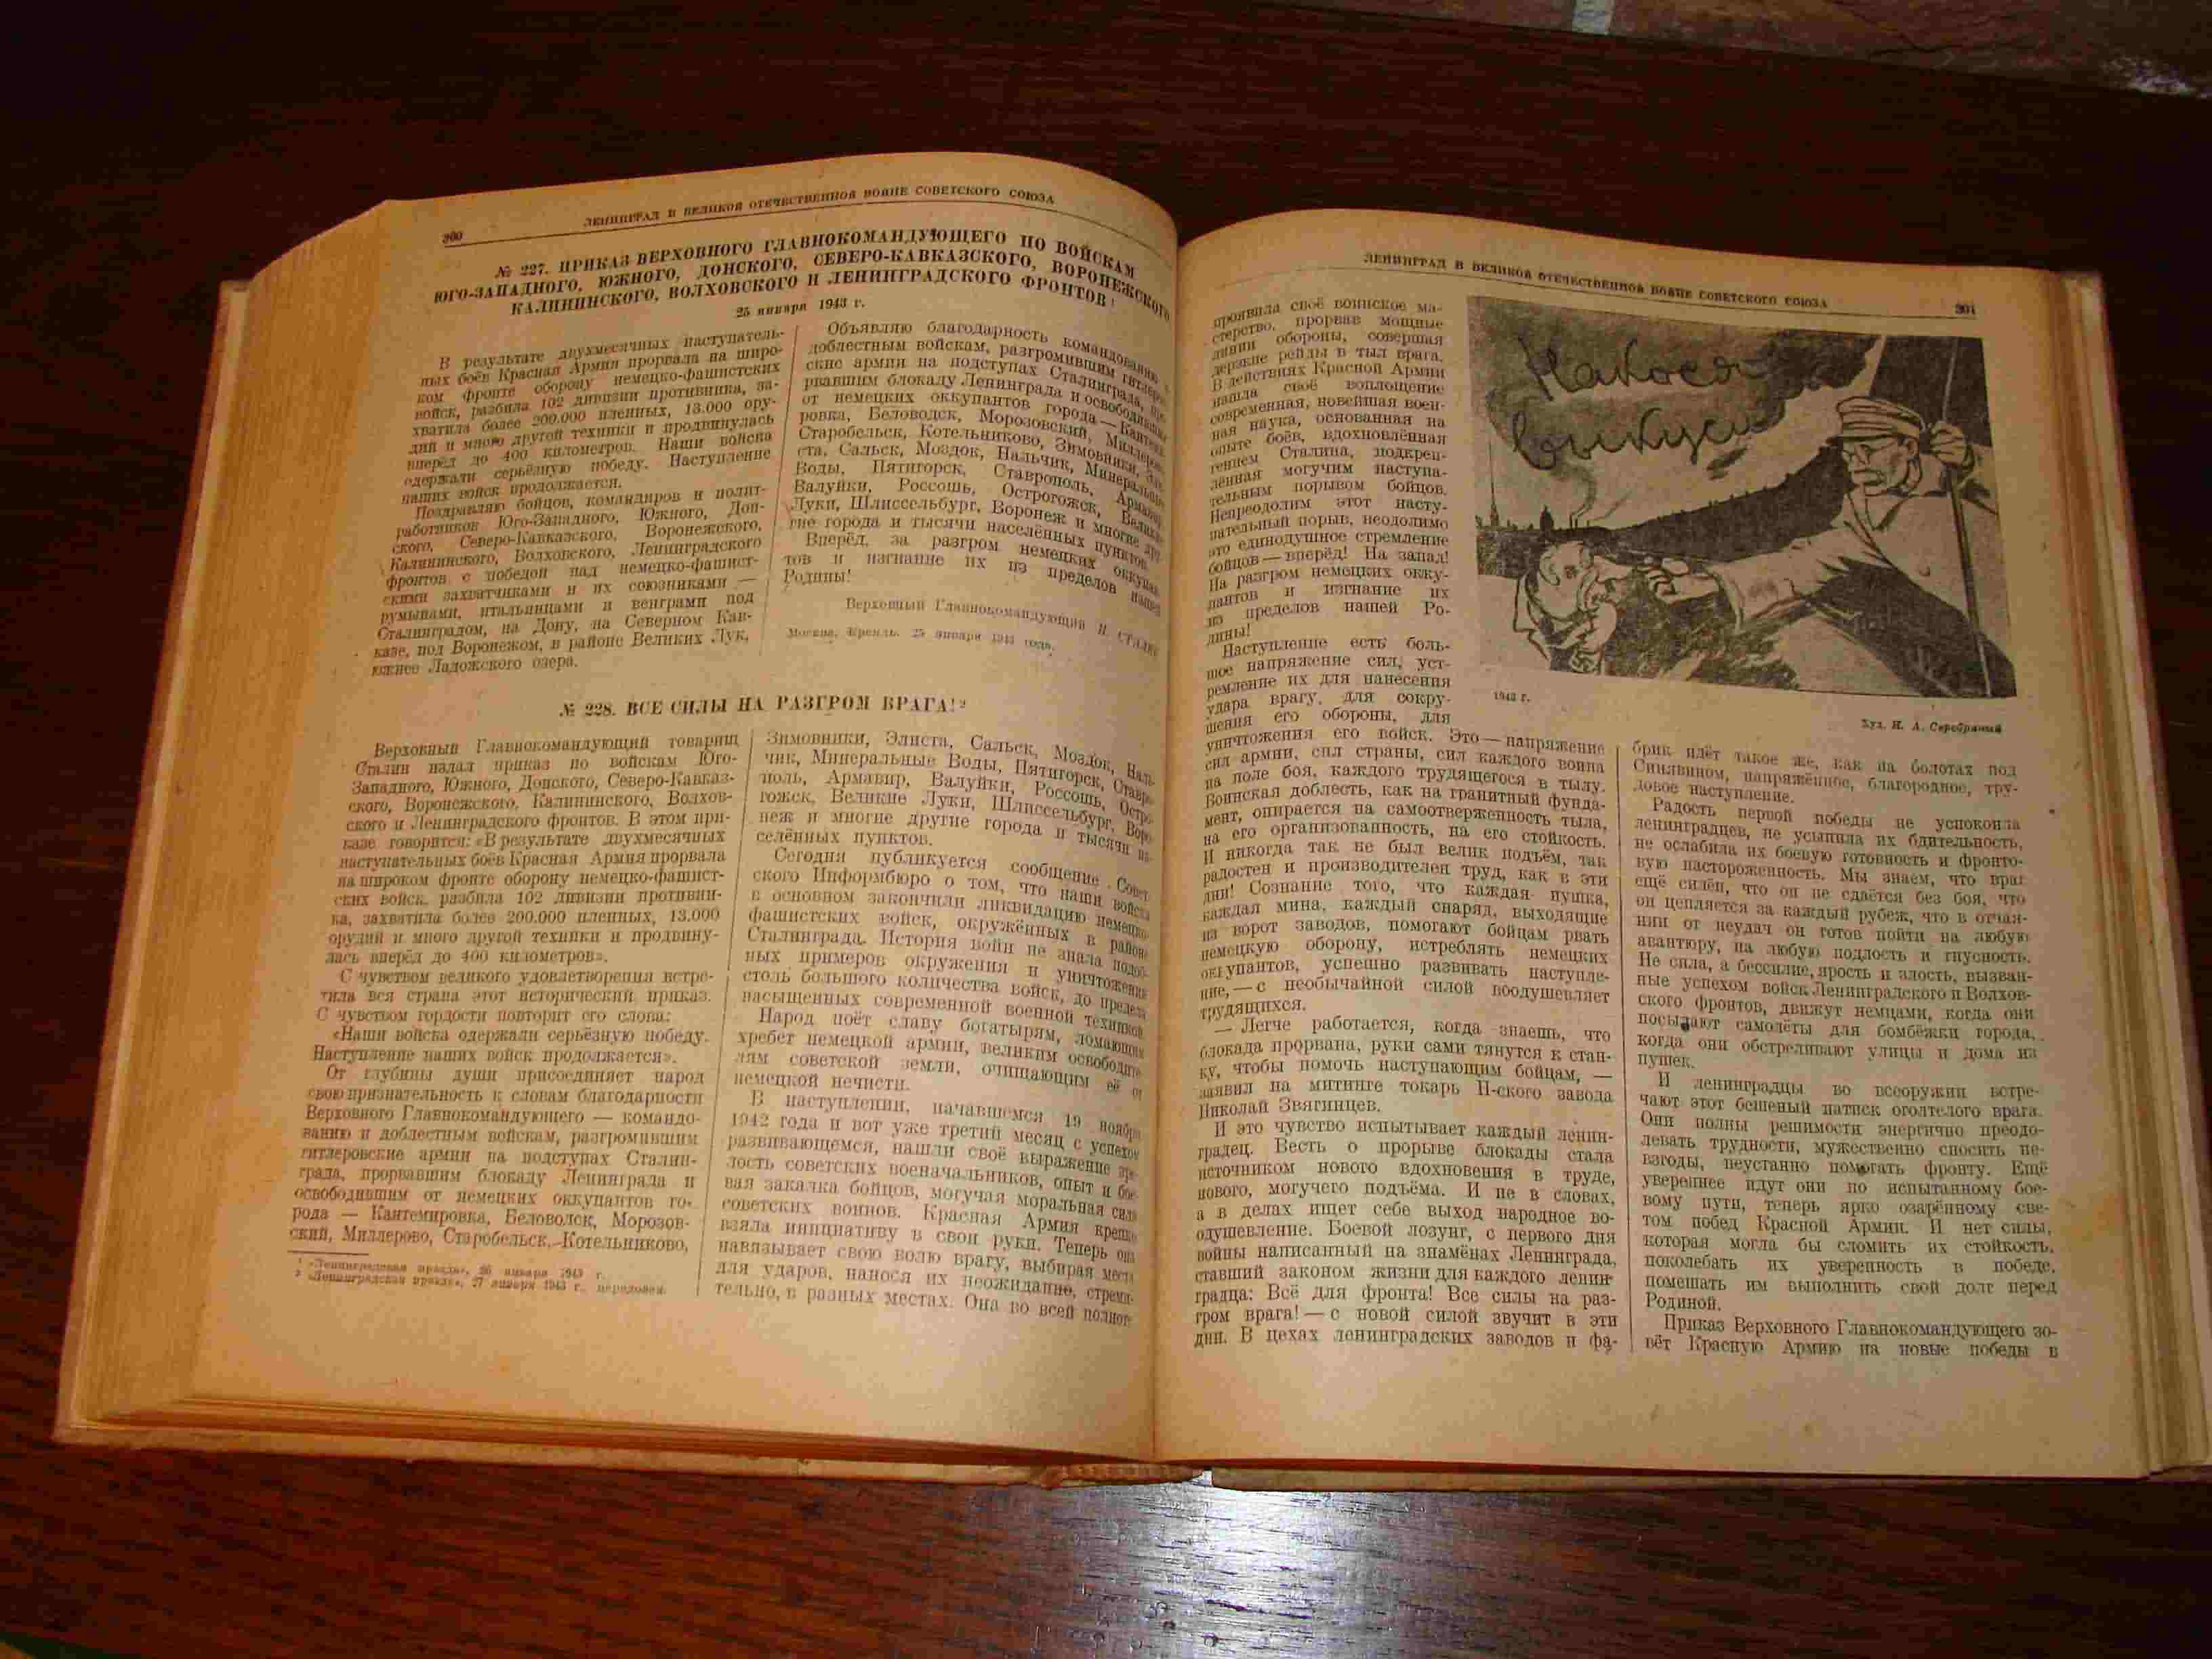 300
ЛЕНИНГРАД В ВЕЛИКОЙ ОТЕЧЕСТВЕННОЙ ВОЙНЕ СОВЕТСКОГО СОЮЗА
№ 227. ПРИКАЗ ВЕРХОВНОГО ГЛАВНОКОМАНДУЮЩЕГО ПО ВОЙСКАМ
ЮГО-ЗАПАДНОГО, ЮЖНОГО, ДОНСКОГО, СЕВЕРО-КАВКАЗСКОГО, ВОРОНЕЖСКОГО
КАЛИНИНСКОГО, ВОЛХОВСКОГО И ЛЕНИНГРАДСКОГО ФРОНТОВ¹
25 января 1943 г.
В результате двухмесячных наступатель-
ных боёв Красная Армия прорвала на широ-
ком фронте оборону немецко-фашистских
войск, разбила 102 дивизии противника, за-
хватила более 200.000 пленных, 13.000 ору-
дий и много другой техники и продвинулась
вперёд до 400 километров. Наши войска
одержали серьёзную победу. Наступление
наших войск продолжается.
Поздравляю бойцов, командиров и полит-
работников Юго-Западного, Южного, Дон-
ского, Северо-Кавказского, Воронежского,
Калининского, Волховского, Ленинградского
фронтов с победой над немецко-фашист-
скими захватчиками и их союзниками —
румынами, итальянцами и венграми под
Сталинградом, на Дону, на Северном Кав-
казе, под Воронежом, в районе Великих Лук,
южнее Ладожского озера.
Объявляю благодарность командованию и
доблестным войскам, разгромившим гитлеров-
ские армии на подступах Сталинграда, про-
рвавшим блокаду Ленинграда и освободившим
от немецких оккупантов города — Кантеми-
ровка, Беловодск, Морозовский, Миллерово,
Старобельск, Котельниково, Зимовники, Эли-
ста, Сальск, Моздок, Нальчик, Минеральные
Воды, Пятигорск, Ставрополь, Армавир,
Валуйки, Россошь, Острогожск, Великие
Луки, Шлиссельбург, Воронеж и многие дру-
гие города и тысячи населённых пунктов.
Вперёд, за разгром немецких оккупан-
тов и изгнание их из пределов нашей
Родины!
Верховный Главнокомандующий И. СТАЛИН
Москва, Кремль. 25 января 1943 года.
№ 228. ВСЕ СИЛЫ НА РАЗГРОМ ВРАГА!²
Верховный Главнокомандующий товарищ
Сталин издал приказ по войскам Юго-
Западного, Южного, Донского, Северо-Кавказ-
ского, Воронежского, Калининского, Волхов-
ского и Ленинградского фронтов. В этом при-
казе говорится: «В результате двухмесячных
наступательных боёв Красная Армия прорвала
на широком фронте оборону немецко-фашист-
ских войск, разбила 102 дивизии противни-
ка, захватила более 200.000 пленных, 13.000
орудий и много другой техники и продвину-
лась вперёд до 400 километров».
С чувством великого удовлетворения встре-
тила вся страна этот исторический приказ.
С чувством гордости повторит его слова:
«Наши войска одержали серьёзную победу.
Наступление наших войск продолжается».
От глубины души присоединяет народ
свою признательность к словам благодарности
Верховного Главнокомандующего — командо-
ванию и доблестным войскам, разгромившим
гитлеровские армии на подступах Сталин-
града, прорвавшим блокаду Ленинграда и
освободившим от немецких оккупантов го-
рода — Кантемировка, Беловодск, Морозов-
ский, Миллерово, Старобельск, Котельниково,
¹ «Ленинградская правда», 26 января 1943 г.
² «Ленинградская правда», 27 января 1943 г., передовая.
Зимовники, Элиста, Сальск, Моздок, Наль-
чик, Минеральные Воды, Пятигорск, Ставро-
поль, Армавир, Валуйки, Россошь, Остро-
гожск, Великие Луки, Шлиссельбург, Воро-
неж и многие другие города и тысячи на-
селённых пунктов.
Сегодня публикуется сообщение Совет-
ского Информбюро о том, что наши войска
в основном закончили ликвидацию немецко-
фашистских войск, окружённых в районе
Сталинграда. История войн не знала подоб-
ных примеров окружения и уничтожения
столь большого количества войск, до предела
насыщенных современной военной техникой.
Народ поёт славу богатырям, ломающим
хребет немецкой армии, великим освободите-
лям советской земли, очищающим её от
немецкой нечисти.
В наступлении, начавшемся 19 ноября
1942 года и вот уже третий месяц с успехом
развивающемся, нашли своё выражение зре-
лость советских военачальников, опыт и бое-
вая закалка бойцов, могучая моральная сила
советских воинов. Красная Армия крепко
взяла инициативу в свои руки. Теперь она
навязывает свою волю врагу, выбирая места
для ударов, нанося их неожиданно, стреми-
тельно, в разных местах. Она во всей полноте
ЛЕНИНГРАД В ВЕЛИКОЙ ОТЕЧЕСТВЕННОЙ ВОЙНЕ СОВЕТСКОГО СОЮЗА
301
проявила своё воинское ма-
стерство, прорвав мощные
линии обороны, совершая
дерзкие рейды в тыл врага.
В действиях Красной Армии
нашла своё воплощение
современная, новейшая воен-
ная наука, основанная на
опыте боёв, вдохновлённая
гением Сталина, подкреп-
лённая могучим наступа-
тельным порывом бойцов.
Непреодолим этот насту-
пательный порыв, неодолимо
это единодушное стремление
бойцов — вперёд! На запад!
На разгром немецких окку-
пантов и изгнание их
из пределов нашей Ро-
дины!
Наступление есть боль-
шое напряжение сил, уст-
ремление их для нанесения
удара врагу, для сокру-
шения его обороны, для
уничтожения его войск. Это — напряжение
сил армии, сил страны, сил каждого воина
на поле боя, каждого трудящегося в тылу.
Воинская доблесть, как на гранитный фунда-
мент, опирается на самоотверженность тыла,
на его организованность, на его стойкость.
И никогда так не был велик подъём, так
радостен и производителен труд, как в эти
дни! Сознание того, что каждая пушка,
каждая мина, каждый снаряд, выходящие
из ворот заводов, помогают бойцам рвать
немецкую оборону, истреблять немецких
оккупантов, успешно развивать наступле-
ние, — с необычайной силой воодушевляет
трудящихся.
— Легче работается, когда знаешь, что
блокада прорвана, руки сами тянутся к стан-
ку, чтобы помочь наступающим бойцам, —
заявил на митинге токарь Н-ского завода
Николай Звягинцев.
И это чувство испытывает каждый ленин-
градец. Весть о прорыве блокады стала
источником нового вдохновения в труде,
нового, могучего подъёма. И не в словах,
а в делах ищет себе выход народное во-
одушевление. Боевой лозунг, с первого дня
войны написанный на знамёнах Ленинграда,
ставший законом жизни для каждого ленин-
градца: Всё для фронта! Все силы на раз-
гром врага! — с новой силой звучит в эти
дни. В цехах ленинградских заводов и фа-
Накося
выкуси
1943 г.
Худ. И. А. Серебряный
брик идёт такое же, как на болотах под
Синявином, напряжённое, благородное, тру-
довое наступление.
Радость первой победы не успокоила
ленинградцев, не усыпила их бдительность,
не ослабила их боевую готовность и фронто-
вую настороженность. Мы знаем, что враг
ещё силён, что он не сдаётся без боя, что
он цепляется за каждый рубеж, что в отчая-
нии от неудач он готов пойти на любую
авантюру, на любую подлость и гнусность.
Не сила, а бессилие, ярость и злость, вызван-
ные успехом войск Ленинградского и Волхов-
ского фронтов, движут немцами, когда они
посылают самолёты для бомбёжки города,
когда они обстреливают улицы и дома из
пушек.
И ленинградцы во всеоружии встре-
чают этот бешеный натиск оголтелого врага.
Они полны решимости энергично преодо-
левать трудности, мужественно сносить не-
взгоды, неустанно помогать фронту. Ещё
увереннее идут они по испытанному бое-
вому пути, теперь ярко озарённому све-
том побед Красной Армии. И нет силы,
которая могла бы сломить их стойкость,
поколебать их уверенность в победе,
помешать им выполнить свой долг перед
Родиной.
Приказ Верховного Главнокомандующего зо-
вёт Красную Армию на новые победы в